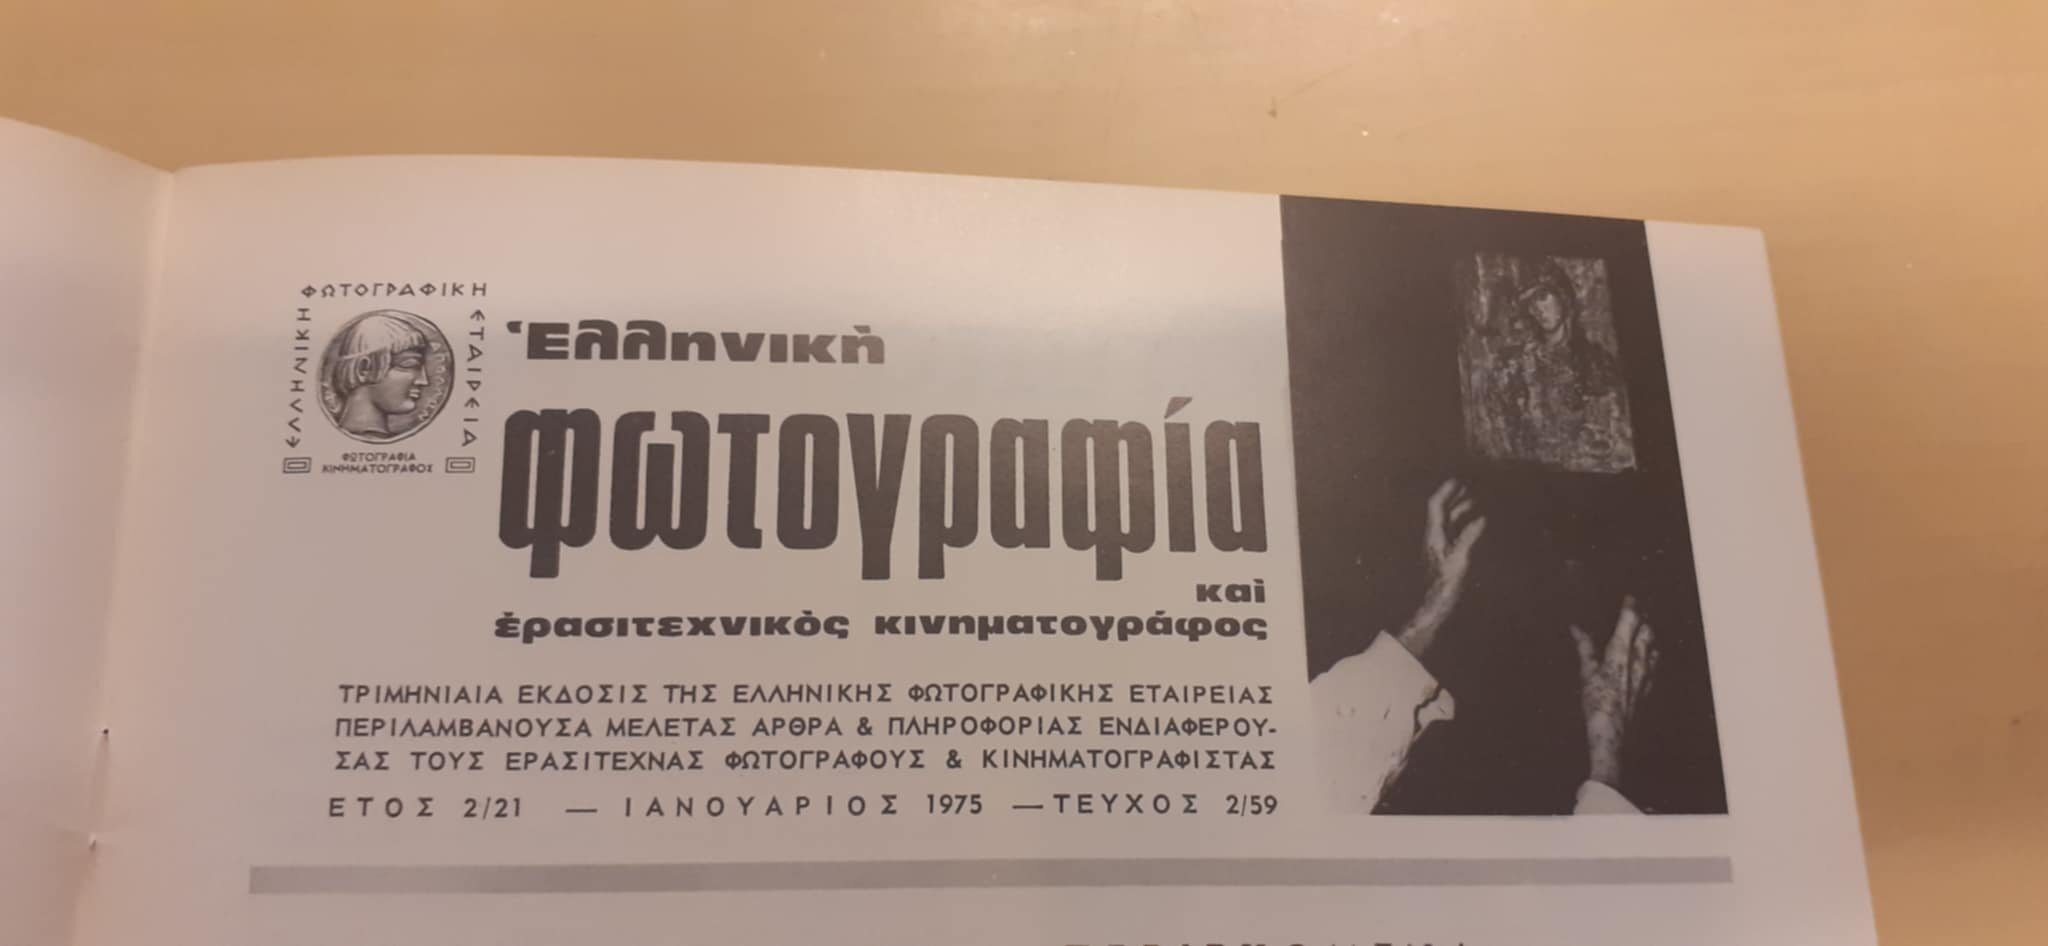 ΕΛΛΗΝΙΚΗ ΦΩΤΟΓΡΑΦΙΚΗ ΕΤΑΙΡΕΙΑ
ΦΩΤΟΓΡΑΦΙΑ
ΚΙΝΗΜΑΤΟΓΡΑΦΟΣ
Ἑλληνικὴ
φωτογραφία
καὶ
ἐρασιτεχνικὸς κινηματογράφος
ΤΡΙΜΗΝΙΑΙΑ ΕΚΔΟΣΙΣ ΤΗΣ ΕΛΛΗΝΙΚΗΣ ΦΩΤΟΓΡΑΦΙΚΗΣ ΕΤΑΙΡΕΙΑΣ
ΠΕΡΙΛΑΜΒΑΝΟΥΣΑ ΜΕΛΕΤΑΣ ΑΡΘΡΑ & ΠΛΗΡΟΦΟΡΙΑΣ ΕΝΔΙΑΦΕΡΟΥ-
ΣΑΣ ΤΟΥΣ ΕΡΑΣΙΤΕΧΝΑΣ ΦΩΤΟΓΡΑΦΟΥΣ & ΚΙΝΗΜΑΤΟΓΡΑΦΙΣΤΑΣ
ΕΤΟΣ 2/21 — ΙΑΝΟΥΑΡΙΟΣ 1975 — ΤΕΥΧΟΣ 2/59